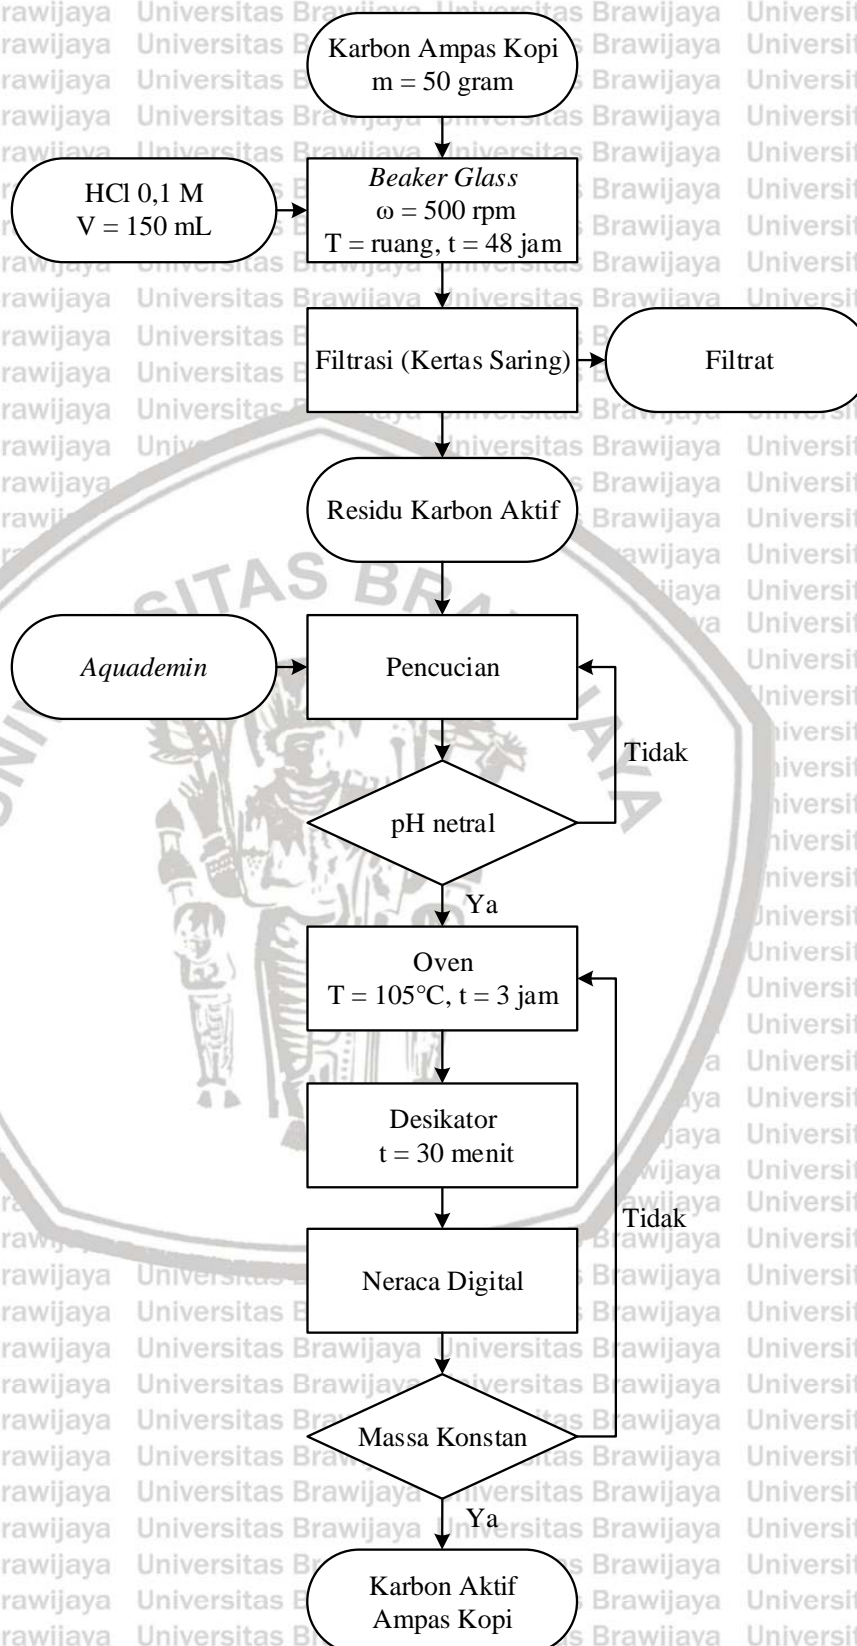 Karbon Ampas Kopi
m = 50 gram
HCl 0,1 M
V = 150 mL
Beaker Glass
ω = 500 rpm
T = ruang, t = 48 jam
Filtrasi (Kertas Saring)
Filtrat
Residu Karbon Aktif
Aquademin
Pencucian
Tidak
pH netral
Ya
Oven
T = 105°C, t = 3 jam
Desikator
t = 30 menit
Tidak
Neraca Digital
Massa Konstan
Ya
Karbon Aktif
Ampas Kopi